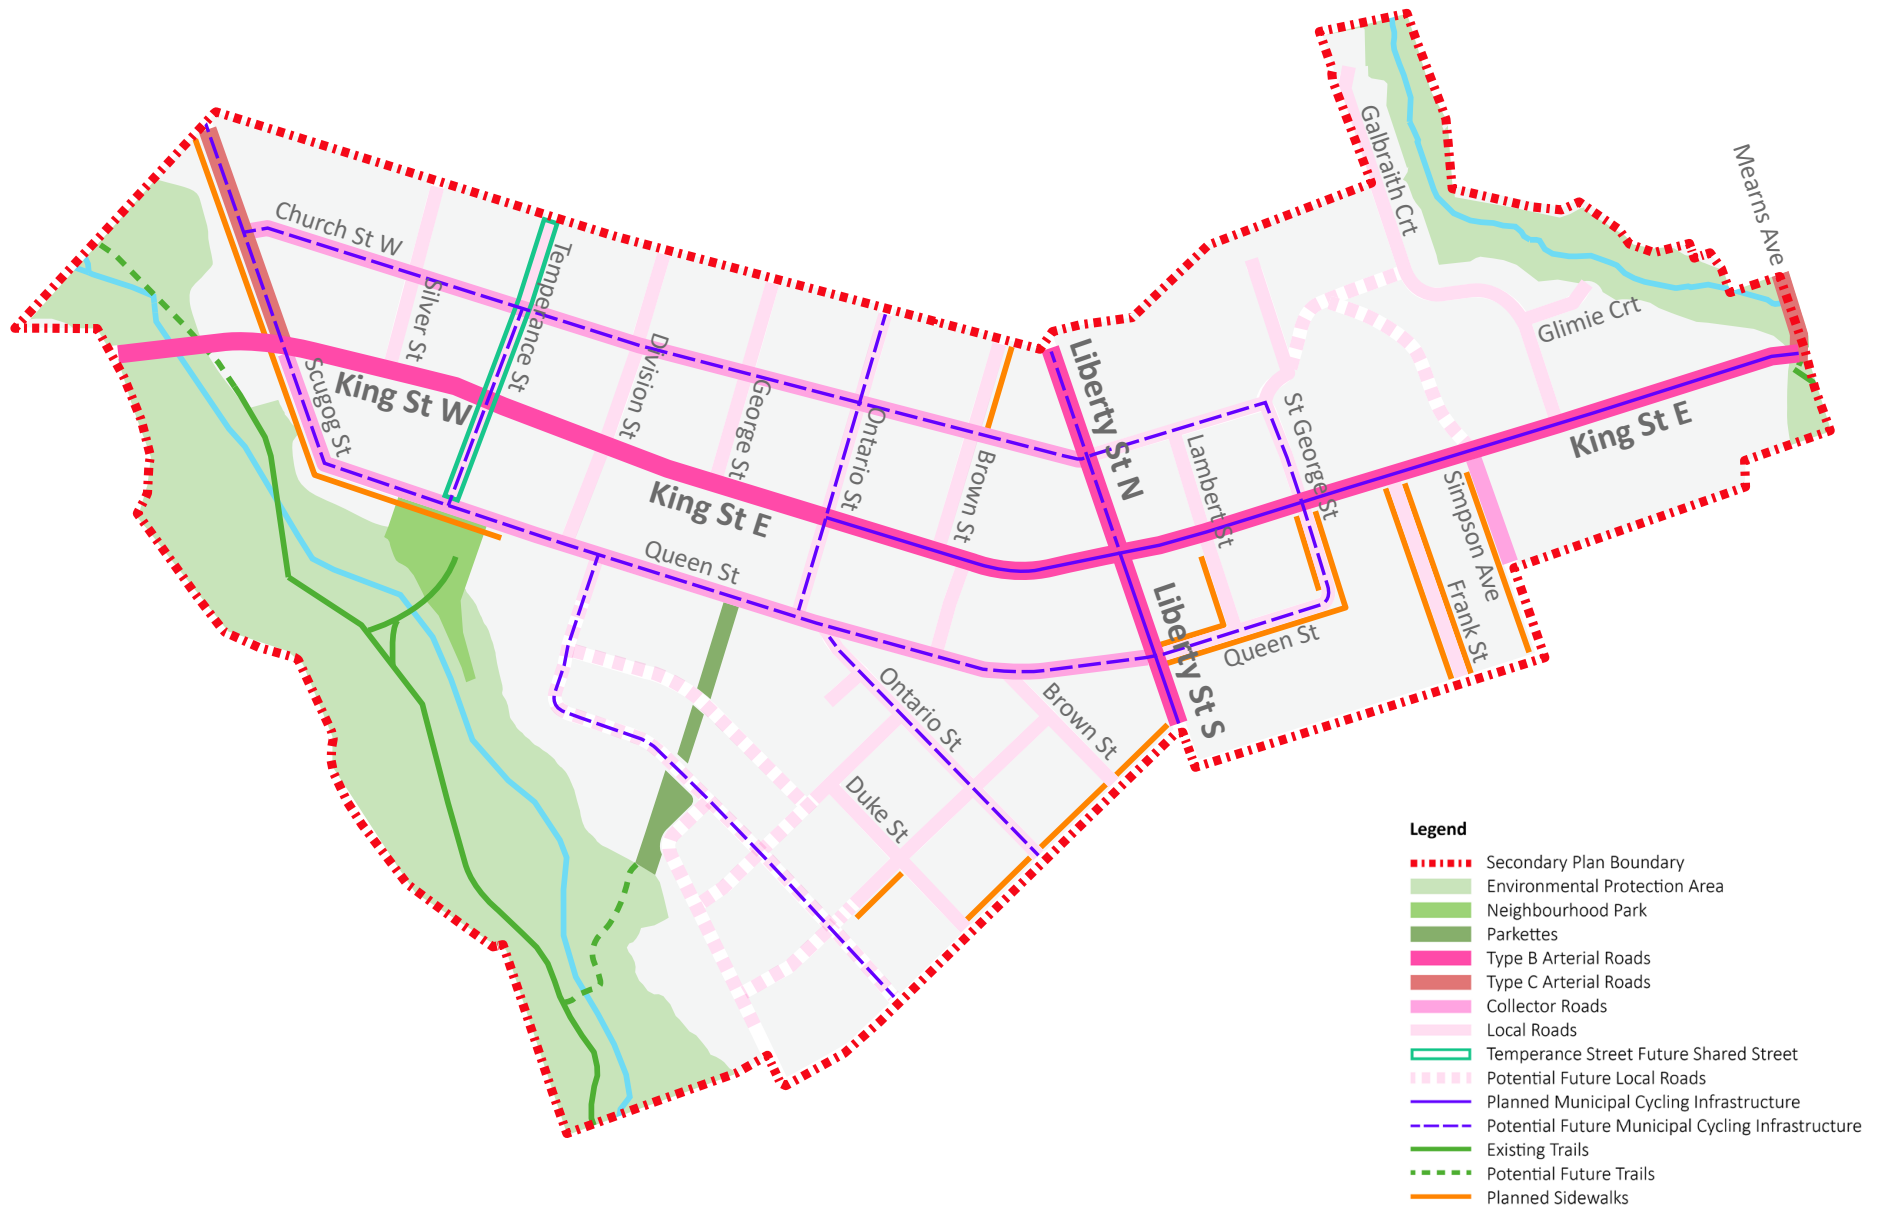 Mearns Ave
Galbraith Crt
Church St W
Temperance St
Silver St
Glimie Crt
Division St
Liberty St N
Scugog St
King St W
George St
Ontario St
St George St
King St E
Lambert St
Brown St
King St E
Simpson Ave
Queen St
Liberty St S
Frank St
Queen St
Ontario St
Brown St
Duke St
Legend
Secondary Plan Boundary
Environmental Protection Area
Neighbourhood Park
Parkettes
Type B Arterial Roads
Type C Arterial Roads
Collector Roads
Local Roads
Temperance Street Future Shared Street
Potential Future Local Roads
Planned Municipal Cycling Infrastructure
Potential Future Municipal Cycling Infrastructure
Existing Trails
Potential Future Trails
Planned Sidewalks